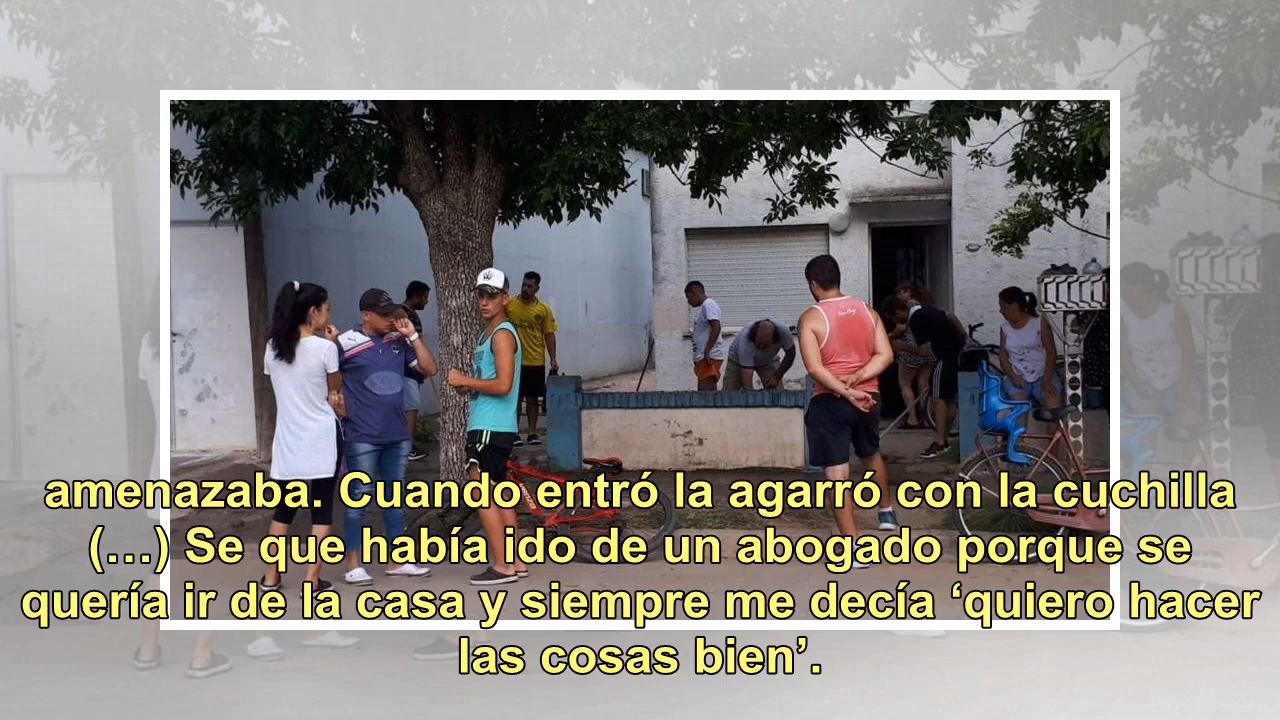 amenazaba. Cuando entró la agarró con la cuchilla
(...) Se que había ido de un abogado porque se
quería ir de la casa y siempre me decía ‘quiero hacer
las cosas bien’.